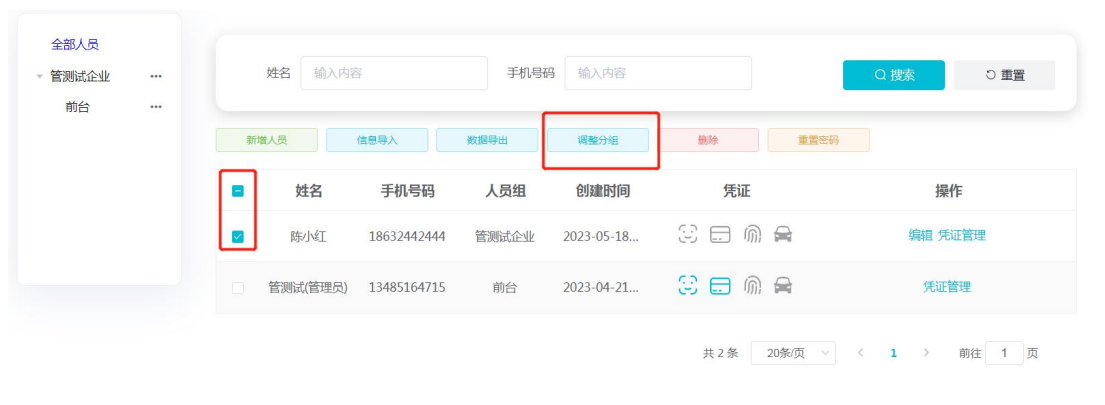 全部人员
管测试企业
前台
姓名 输入内容 手机号码 输入内容 搜索 重置
新增人员 信息导入 数据导出 调整分组 删除 重置密码
姓名 手机号码 人员组 创建时间 凭证 操作
陈小红 18632442444 管测试企业 2023-05-18... 编辑 凭证管理
管测试(管理员) 13485164715 前台 2023-04-21... 凭证管理
共 2 条 20条/页 < 1 > 前往 1 页